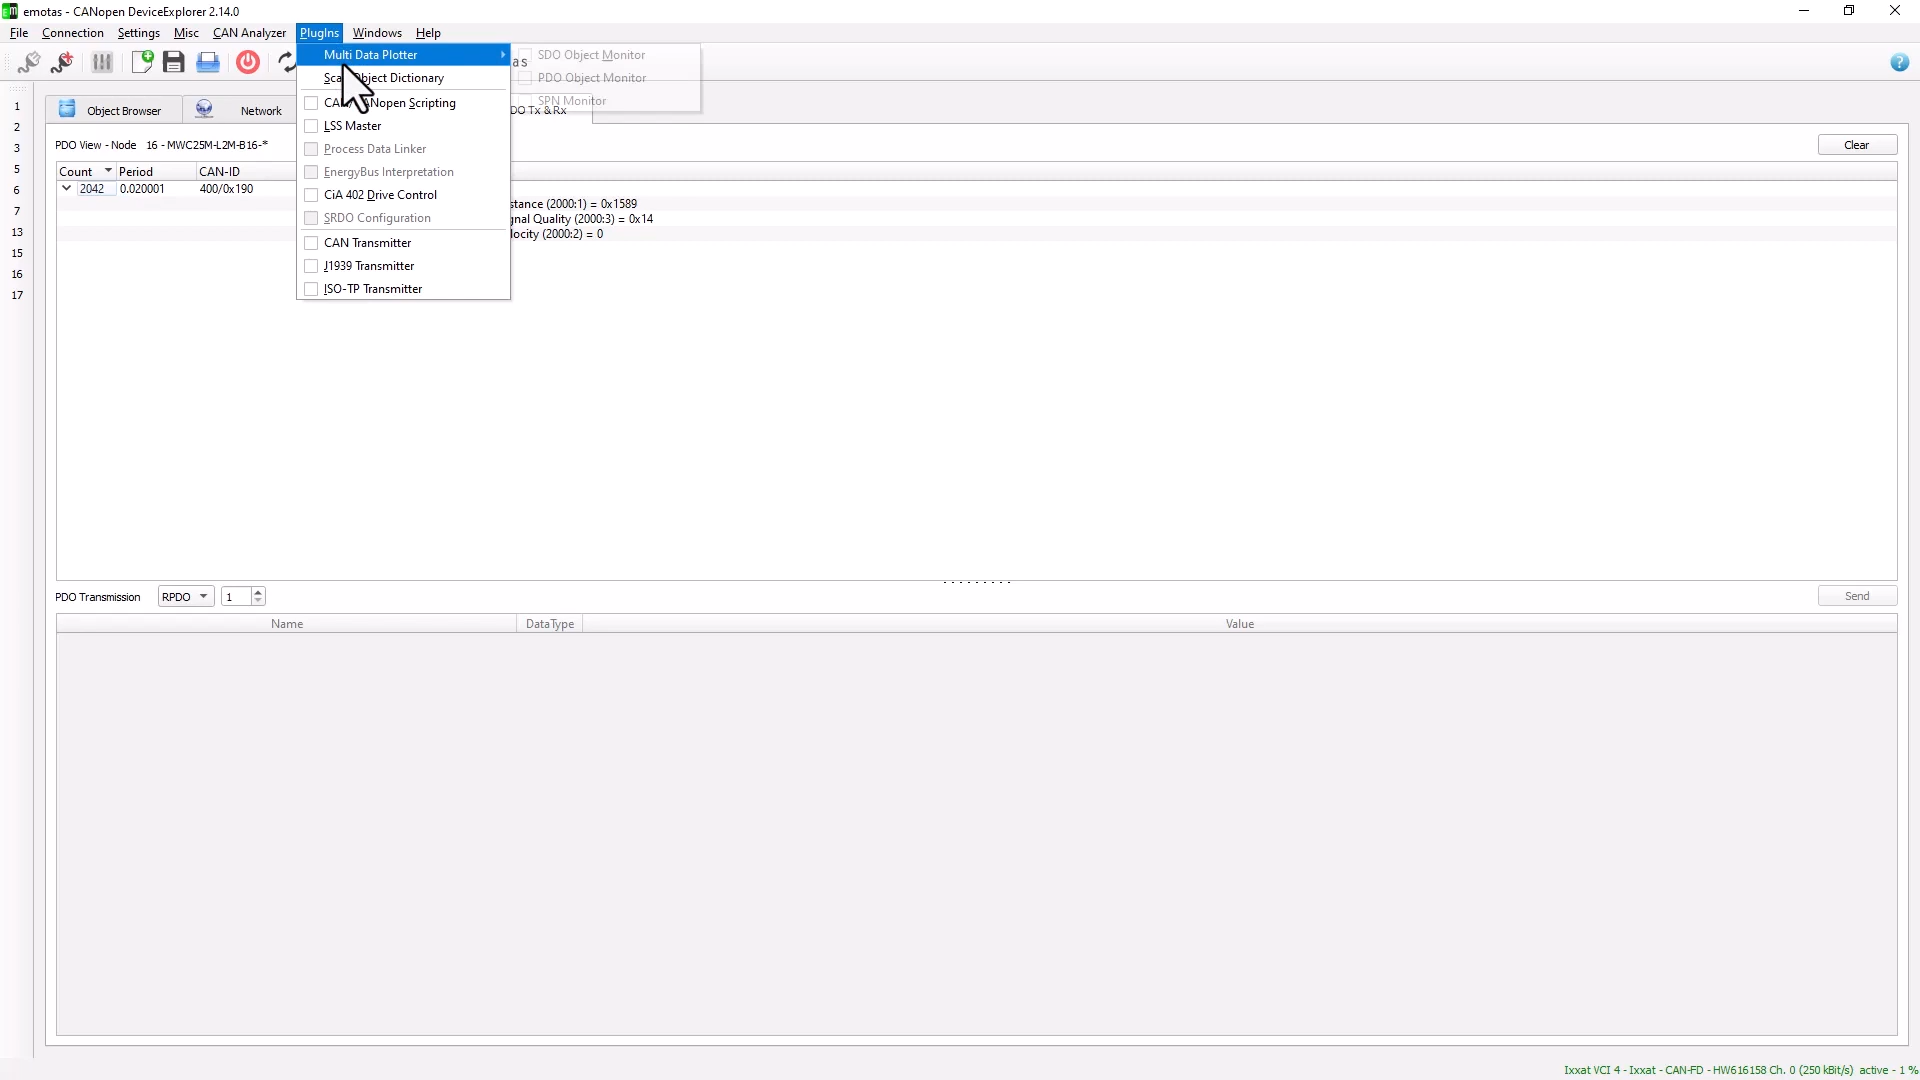 emotas - CANopen DeviceExplorer 2.14.0
File Connection Settings Misc CAN Analyzer PlugIns Windows Help
Multi Data Plotter
SDO Object Monitor
PDO Object Monitor
SPN Monitor
Object Dictionary
CANopen Scripting
LSS Master
Process Data Linker
EnergyBus Interpretation
CiA 402 Drive Control
SRDO Configuration
CAN Transmitter
J1939 Transmitter
ISO-TP Transmitter
1
2
3
5
6
7
13
15
16
17
Object Browser Network Tx & Rx
PDO View - Node 16 - MWC25M-L2M-B16-* Clear
Count Period CAN-ID
2042 0.020001 400/0x190
stance (2000:1) = 0x1589
gnal Quality (2000:3) = 0x14
locity (2000:2) = 0
PDO Transmission RPDO 1 Send
Name DataType Value
Ixxat VCI 4 - Ixxat - CAN-FD - HW616158 Ch. 0 (250 kBit/s) active - 1 %